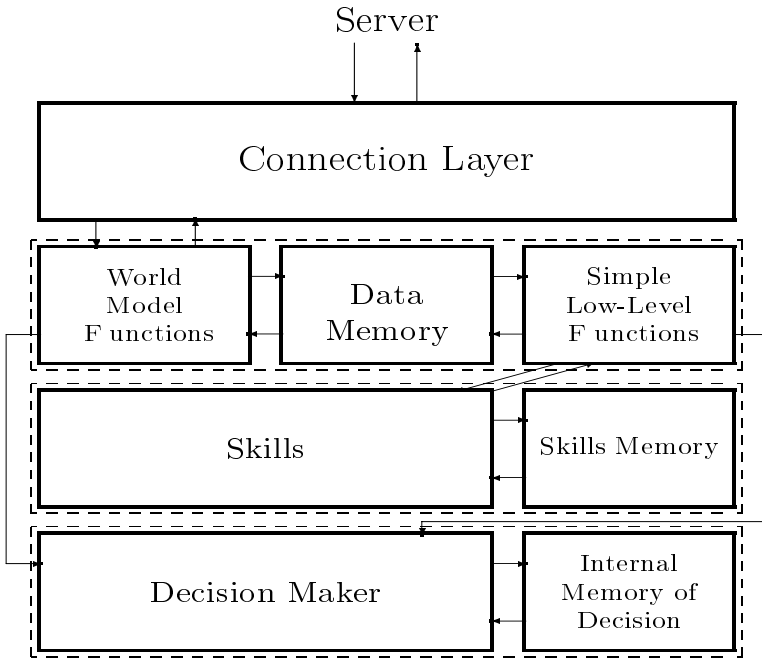 Server
Connection Layer
World
Model
F unctions
Data
Memory
Simple
Low-Level
F unctions
Skills
Skills Memory
Decision Maker
Internal
Memory of
Decision